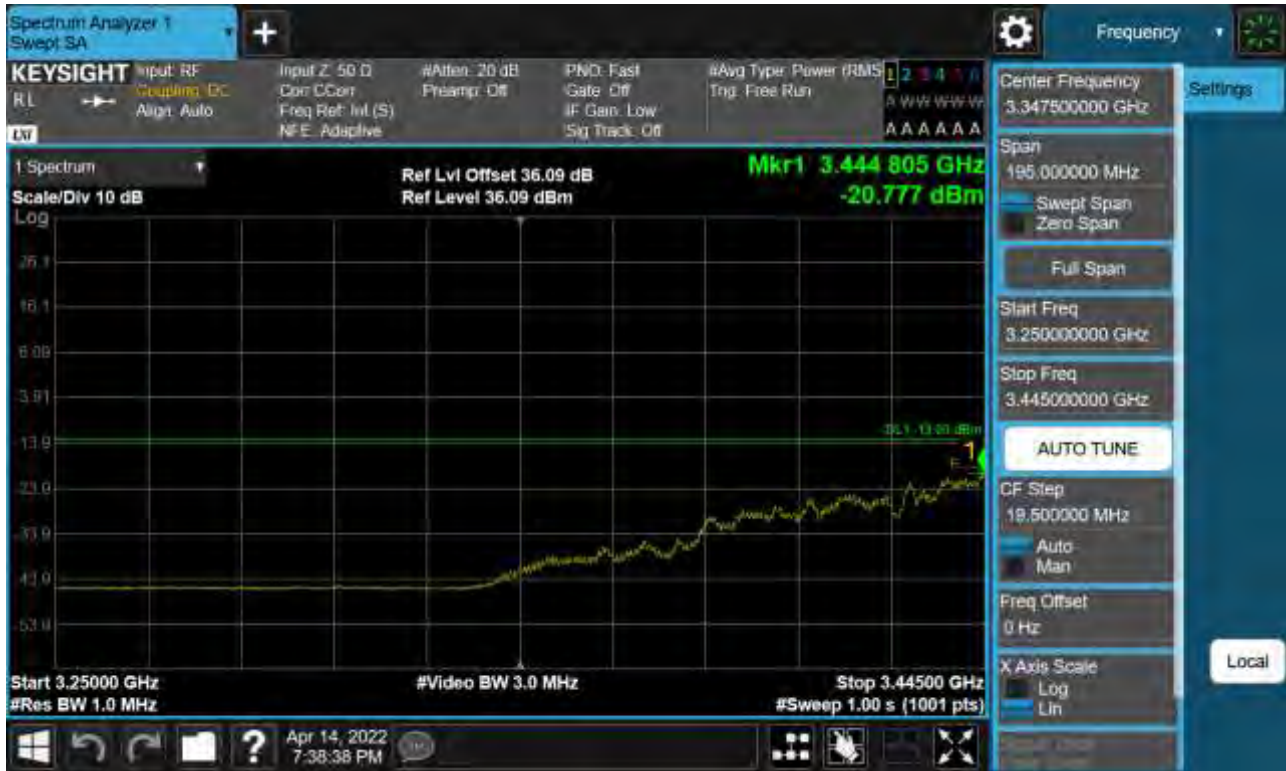 Spectrum Analyzer 1
Swept SA
+
Frequency
KEYSIGHT
RL
LXI
Input: RF
Coupling: DC
Align: Auto
Input Z: 50 Ω
Corr CCorr
Freq Ref: Int (S)
NFE: Adaptive
#Atten: 20 dB
Preamp: Off
PNO: Fast
Gate: Off
IF Gain: Low
Sig Track: Off
#Avg Type: Power (RMS
Trig: Free Run
1 2 3 4 5 6
A W W W W W
A A A A A A
1 Spectrum
Scale/Div 10 dB
Log
Ref Lvl Offset 36.09 dB
Ref Level 36.09 dBm
Mkr1 3.444 805 GHz
-20.777 dBm
26.1
16.1
6.09
-3.91
-13.9
-23.9
-33.9
-43.9
-53.9
DL1 -13.00 dBm
1
Start 3.25000 GHz
#Res BW 1.0 MHz
#Video BW 3.0 MHz
Stop 3.44500 GHz
#Sweep 1.00 s (1001 pts)
Center Frequency
3.347500000 GHz
Settings
Span
195.000000 MHz
Swept Span
Zero Span
Full Span
Start Freq
3.250000000 GHz
Stop Freq
3.445000000 GHz
AUTO TUNE
CF Step
19.500000 MHz
Auto
Man
Freq Offset
0 Hz
X Axis Scale
Log
Lin
Local
?
Apr 14, 2022
7:38:38 PM